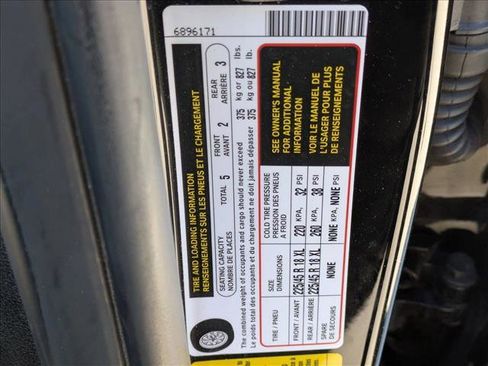 6896171
TIRE AND LOADING INFORMATION
RENSEIGNEMENTS SUR LES PNEUS ET LE CHARGEMENT
SEATING CAPACITY
NOMBRE DE PLACES
TOTAL 5
FRONT
AVANT 2
REAR
ARRIÈRE 3
The combined weight of occupants and cargo should never exceed 375 kg or 827 lbs.
Le poids total des occupants et du chargement ne doit jamais dépasser 375 kg ou 827 lb.
TIRE / PNEU
SIZE
DIMENSIONS
COLD TIRE PRESSURE
PRESSION DES PNEUS
A FROID
FRONT / AVANT 225/45 R 18 XL 220 KPA, 32 PSI
REAR / ARRIÈRE 225/45 R 18 XL 260 KPA, 38 PSI
SPARE
DE SECOURS
NONE NONE KPA, NONE PSI
SEE OWNER'S MANUAL
FOR ADDITIONAL
INFORMATION
VOIR LE MANUEL DE
L'USAGER POUR PLUS
DE RENSEIGNEMENTS